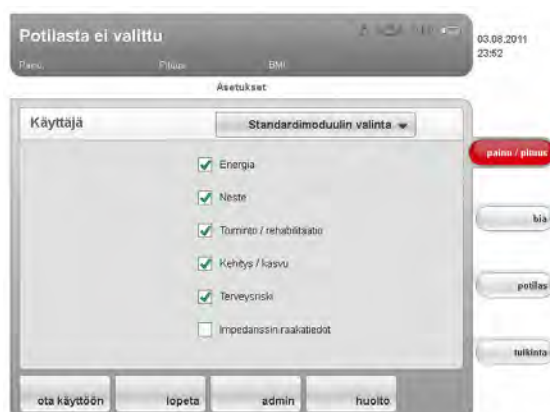 Potilasta ei valittu
03.08.2011
23:52
Paino: Pituus: BMI:
Asetukset
Käyttäjä
Standardimoduulin valinta
painu / pituus
Energia
Neste
bia
Toiminto / rehabilitaatio
Kehitys / kasvu
potilas
Terveysriski
Impedanssin raakatiedot
tulkinta
ota käyttöön
lopeta
admin
huolto